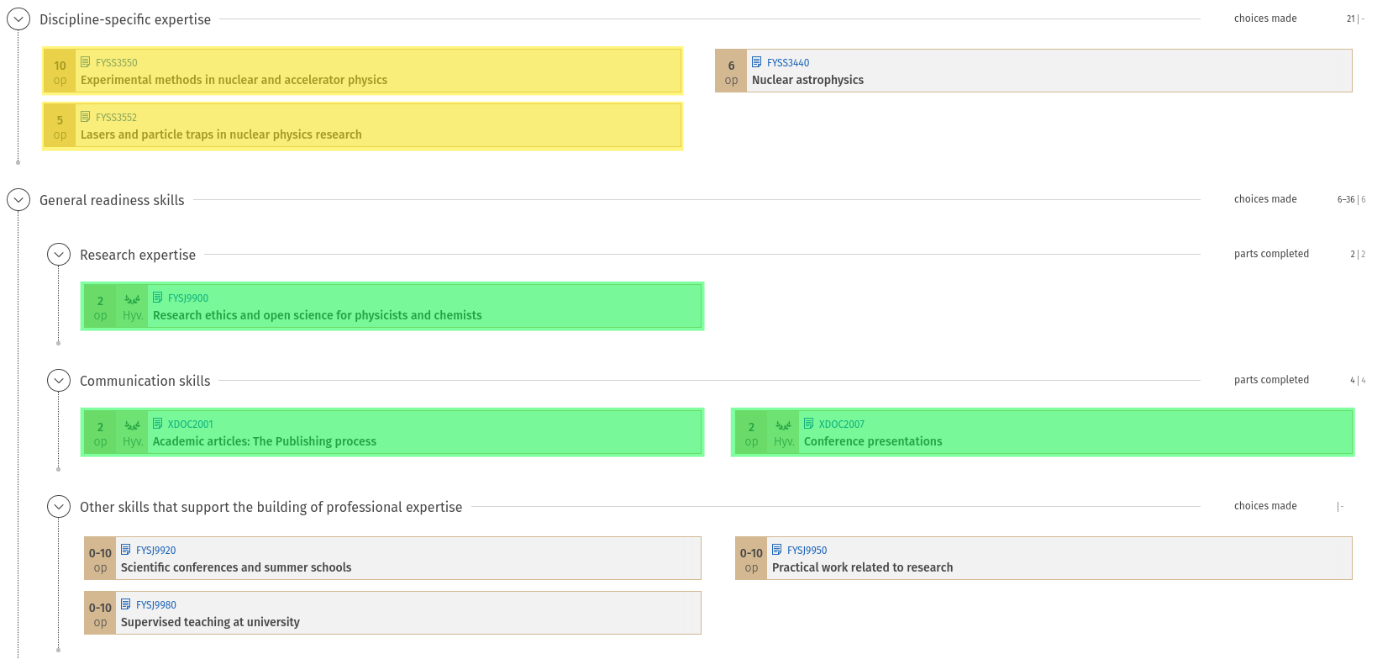 Discipline-specific expertise choices made 21 | -
10 op FYSS3550 Experimental methods in nuclear and accelerator physics
6 op FYSS3440 Nuclear astrophysics
5 op FYSS3552 Lasers and particle traps in nuclear physics research
General readiness skills choices made 6–36 | 6
Research expertise parts completed 2 | 2
2 op Hyv. FYSJ9900 Research ethics and open science for physicists and chemists
Communication skills parts completed 4 | 4
2 op Hyv. XDOC2001 Academic articles: The Publishing process
2 op Hyv. XDOC2007 Conference presentations
Other skills that support the building of professional expertise choices made | -
0-10 op FYSJ9920 Scientific conferences and summer schools
0-10 op FYSJ9950 Practical work related to research
0-10 op FYSJ9980 Supervised teaching at university